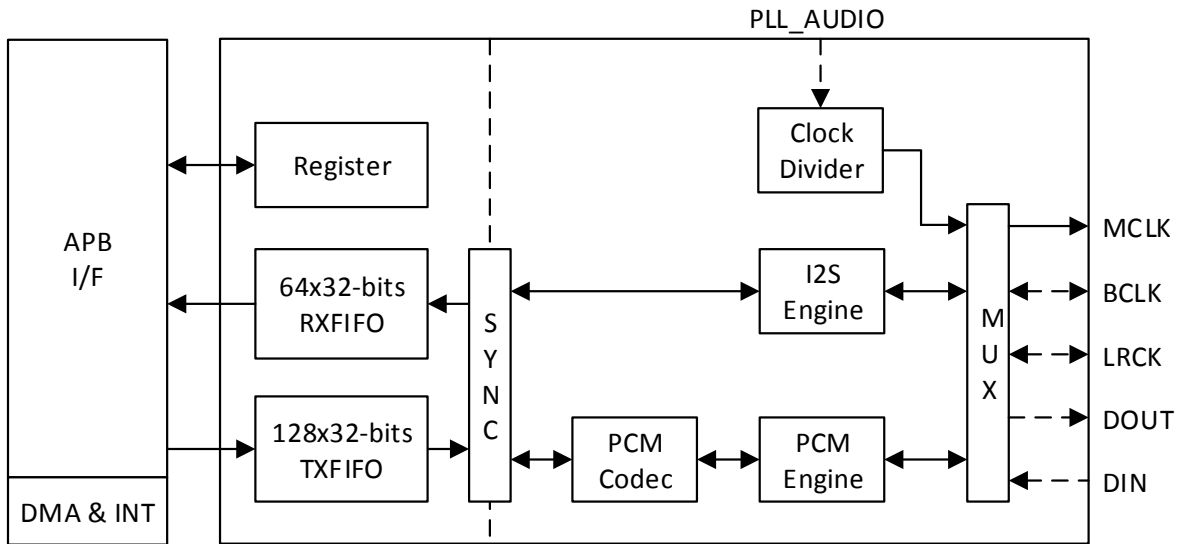 PLL_AUDIO
Clock
Divider
Register
APB
I/F
MCLK
64x32-bits
RXFIFO
I2S
Engine
BCLK
S
Y
N
C
M
U
X
LRCK
128x32-bits
TXFIFO
PCM
Codec
PCM
Engine
DOUT
DIN
DMA & INT